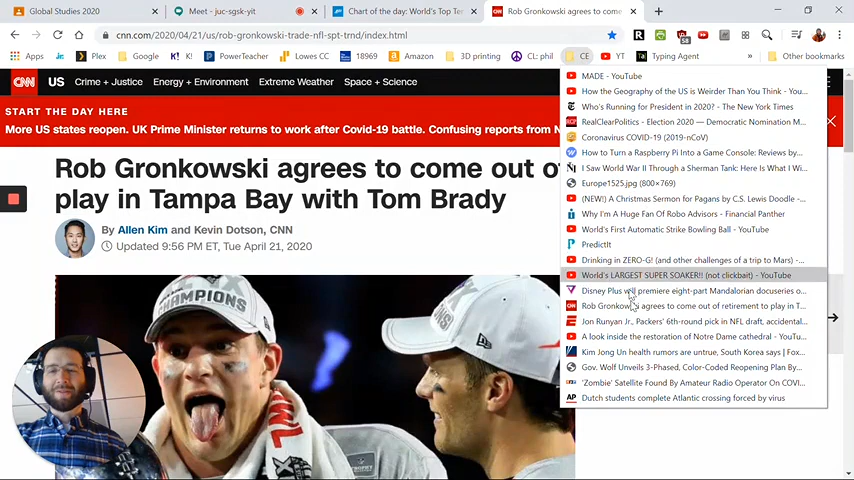 Global Studies 2020
Meet - juc-sgsk-yit
Chart of the day: World's Top Ter
Rob Gronkowski agrees to come
cnn.com/2020/04/21/us/rob-gronkowski-trade-nfl-spt-trnd/index.html
58
Apps
Plex
Google
K&P
PowerTeacher
Lowes CC
18969
Amazon
3D printing
CL: phil
CE
YT
Typing Agent
»
Other bookmarks
CNN
US
Crime + Justice
Energy + Environment
Extreme Weather
Space + Science
START THE DAY HERE
More US states reopen. UK Prime Minister returns to work after Covid-19 battle. Confusing reports from N
Rob Gronkowski agrees to come out o
play in Tampa Bay with Tom Brady
By Allen Kim and Kevin Dotson, CNN
Updated 9:56 PM ET, Tue April 21, 2020
CHAMPIONS
MADE - YouTube
How the Geography of the US is Weirder Than You Think - You...
Who's Running for President in 2020? - The New York Times
RealClearPolitics - Election 2020 — Democratic Nomination M...
Coronavirus COVID-19 (2019-nCoV)
How to Turn a Raspberry Pi Into a Game Console: Reviews by...
I Saw World War II Through a Sherman Tank: Here Is What I Wi...
Europe1525.jpg (800×769)
(NEW!) A Christmas Sermon for Pagans by C.S. Lewis Doodle -...
Why I'm A Huge Fan Of Robo Advisors - Financial Panther
World's First Automatic Strike Bowling Ball - YouTube
PredictIt
Drinking in ZERO-G! (and other challenges of a trip to Mars) -...
World's LARGEST SUPER SOAKER!! (not clickbait) - YouTube
Disney Plus will premiere eight-part Mandalorian docuseries o...
Rob Gronkowski agrees to come out of retirement to play in T...
Jon Runyan Jr., Packers' 6th-round pick in NFL draft, accidental...
A look inside the restoration of Notre Dame cathedral - YouTu...
Kim Jong Un health rumors are untrue, South Korea says | Fox...
Gov. Wolf Unveils 3-Phased, Color-Coded Reopening Plan By...
'Zombie' Satellite Found By Amateur Radio Operator On COVI...
AP
Dutch students complete Atlantic crossing forced by virus